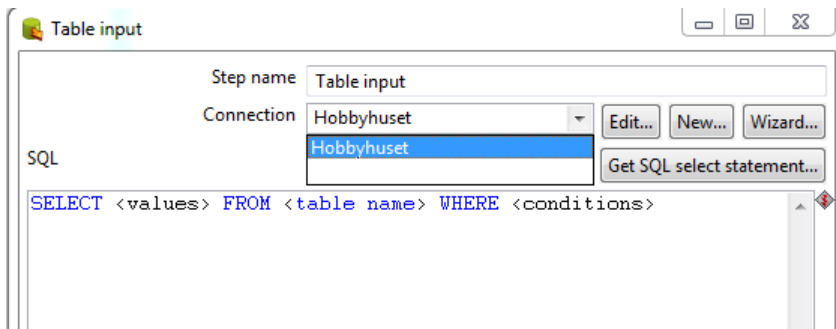 Table input
Step name Table input
Connection Hobbyhuset Edit... New... Wizard...
Hobbyhuset
SQL Get SQL select statement...
SELECT <values> FROM <table name> WHERE <conditions>